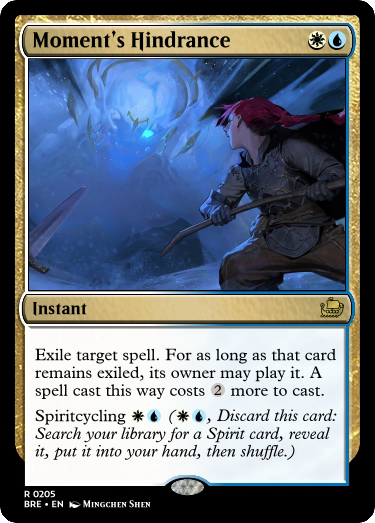 Moment's Hindrance
Instant
Exile target spell. For as long as that card
remains exiled, its owner may play it. A
spell cast this way costs 2 more to cast.
Spiritcycling (, Discard this card:
Search your library for a Spirit card, reveal
it, put it into your hand, then shuffle.)
R 0205
BRE • EN Mingchen Shen